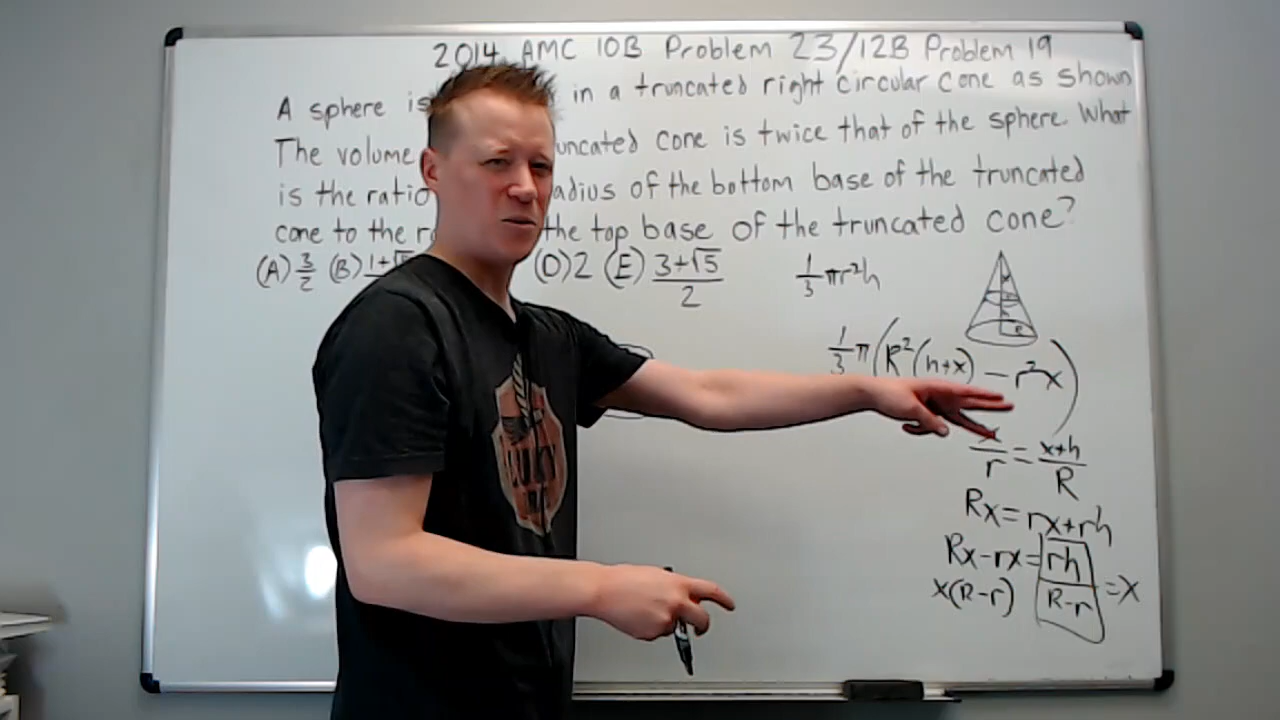 2014 AMC 10B Problem 23/12B Problem 19
A sphere is in a truncated right circular cone as shown
The volume uncated cone is twice that of the sphere. What
is the ratio adius of the bottom base of the truncated
cone to the r the top base of the truncated cone?
(A) 3/2 (B) 1+√5 (D) 2 (E) (3+√5)/2
1/3 πr²h
R
1/3 π(R²(h+x) - r²x)
x/r = (x+h)/R
Rx = rx+rh
Rx-rx = rh
x(R-r) R-r = x